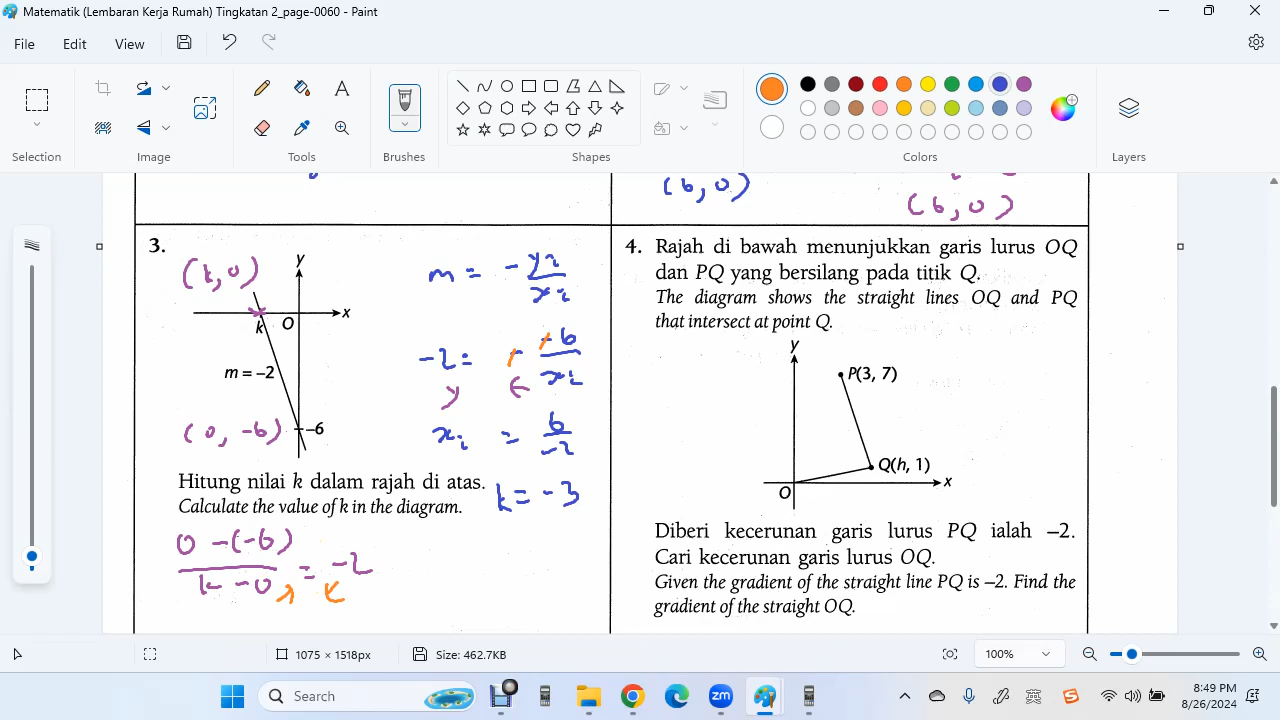 Matematik (Lembaran Kerja Rumah) Tingkatan 2_page-0060 - Paint
File Edit View
Selection Image Tools Brushes Shapes Colors Layers
(6, 0)
(6, 0)
3.
(k, 0)
y
x
k
O
m = –2
(0, -6)
–6
m = - y₂/x₂
-2 = - -6/x₂
x₂ = 6/-2
k = -3
Hitung nilai k dalam rajah di atas.
Calculate the value of k in the diagram.
0 - (-6)
k - 0
= -2
4. Rajah di bawah menunjukkan garis lurus OQ
dan PQ yang bersilang pada titik Q.
The diagram shows the straight lines OQ and PQ
that intersect at point Q.
y
P(3, 7)
Q(h, 1)
O
x
Diberi kecerunan garis lurus PQ ialah –2.
Cari kecerunan garis lurus OQ.
Given the gradient of the straight line PQ is –2. Find the
gradient of the straight OQ.
1075 × 1518px
Size: 462.7KB
100%
Search
zm
8:49 PM
8/26/2024